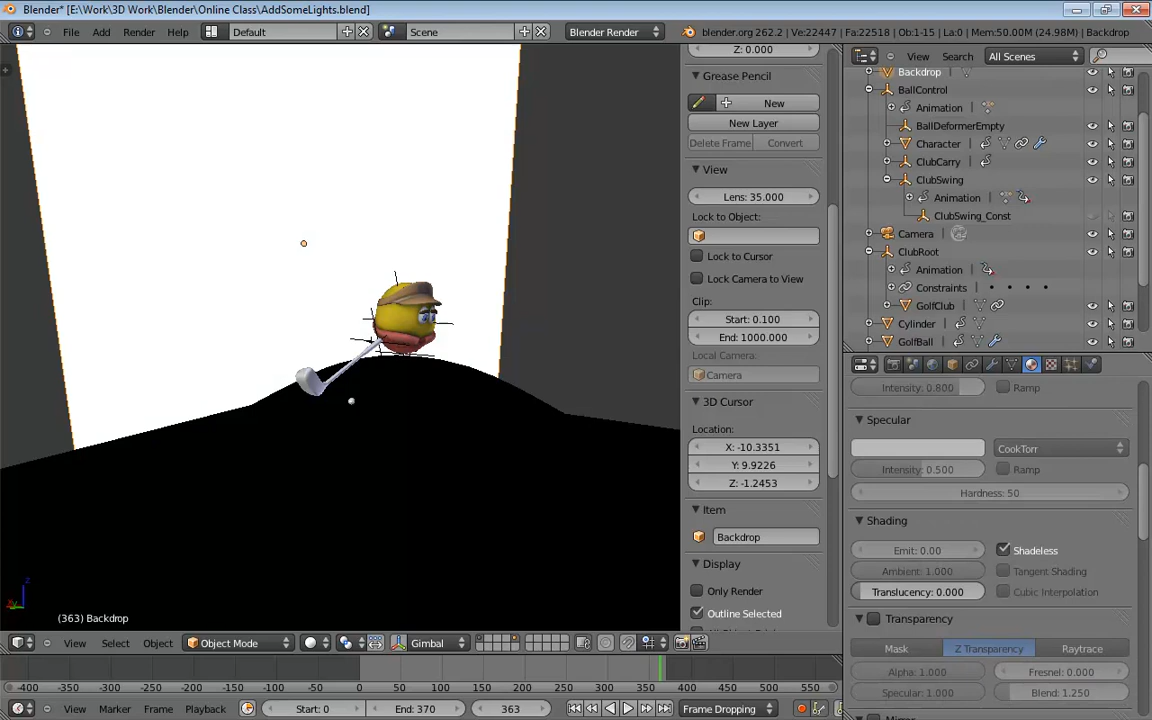 Blender* [E:\Work\3D Work\Blender\Online Class\AddSomeLights.blend]
File Add Render Help Default Scene Blender Render blender.org 262.2 | Ve:22447 | Fa:22518 | Ob:1-15 | La:0 | Mem:50.00M (24.98M) | Backdrop
Z: 0.000
Grease Pencil
New
New Layer
Delete Frame Convert
View
Lens: 35.000
Lock to Object:
Lock to Cursor
Lock Camera to View
Clip:
Start: 0.100
End: 1000.000
Local Camera:
Camera
3D Cursor
Location:
X: -10.3351
Y: 9.9226
Z: -1.2453
Item
Backdrop
Display
Only Render
Outline Selected
View Search All Scenes
Backdrop
BallControl
Animation
BallDeformerEmpty
Character
ClubCarry
ClubSwing
Animation
ClubSwing_Const
Camera
ClubRoot
Animation
Constraints
GolfClub
Cylinder
GolfBall
Intensity: 0.800 Ramp
Specular
CookTorr
Intensity: 0.500 Ramp
Hardness: 50
Shading
Emit: 0.00 Shadeless
Ambient: 1.000 Tangent Shading
Translucency: 0.000 Cubic Interpolation
Transparency
Mask Z Transparency Raytrace
Alpha: 1.000 Fresnel: 0.000
Specular: 1.000 Blend: 1.250
(363) Backdrop
View Select Object Object Mode Gimbal
-400 -350 -300 -250 -200 -150 -100 -50 0 50 100 150 200 250 300 350 400 450 500 550
View Marker Frame Playback Start: 0 End: 370 363 Frame Dropping